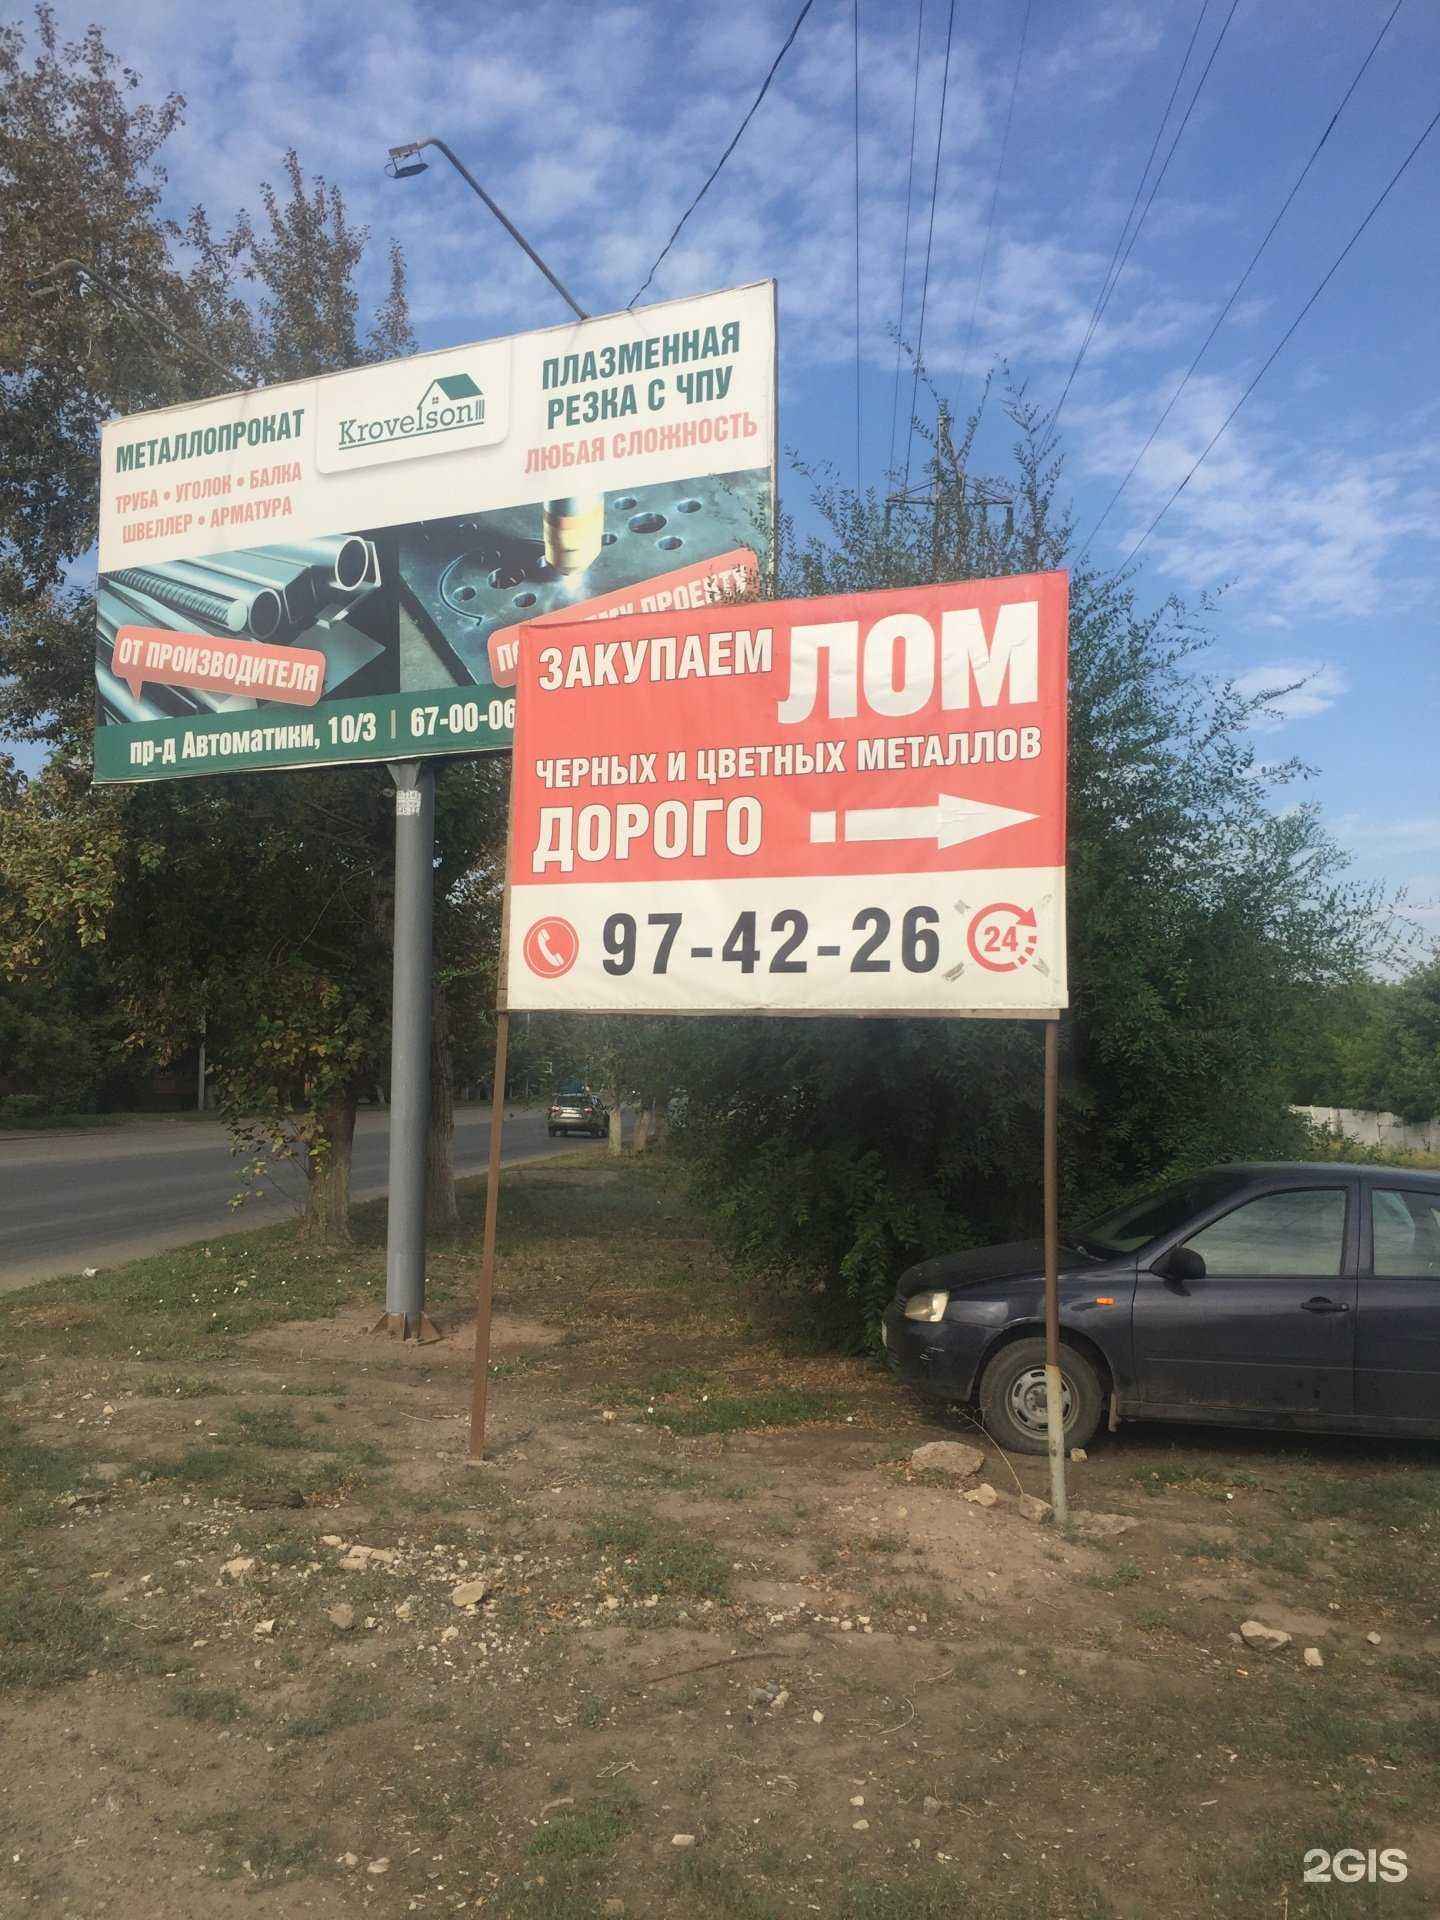 МЕТАЛЛОПРОКАТ
ТРУБА • УГОЛОК • БАЛКА
ШВЕЛЛЕР • АРМАТУРА
Krovelson
ПЛАЗМЕННАЯ
РЕЗКА С ЧПУ
ЛЮБАЯ СЛОЖНОСТЬ
ОТ ПРОИЗВОДИТЕЛЯ
ПРОЕКТУ
пр-д Автоматики, 10/3 | 67-00-06
ЗАКУПАЕМ ЛОМ
ЧЕРНЫХ И ЦВЕТНЫХ МЕТАЛЛОВ
ДОРОГО
97-42-26
24
2GIS